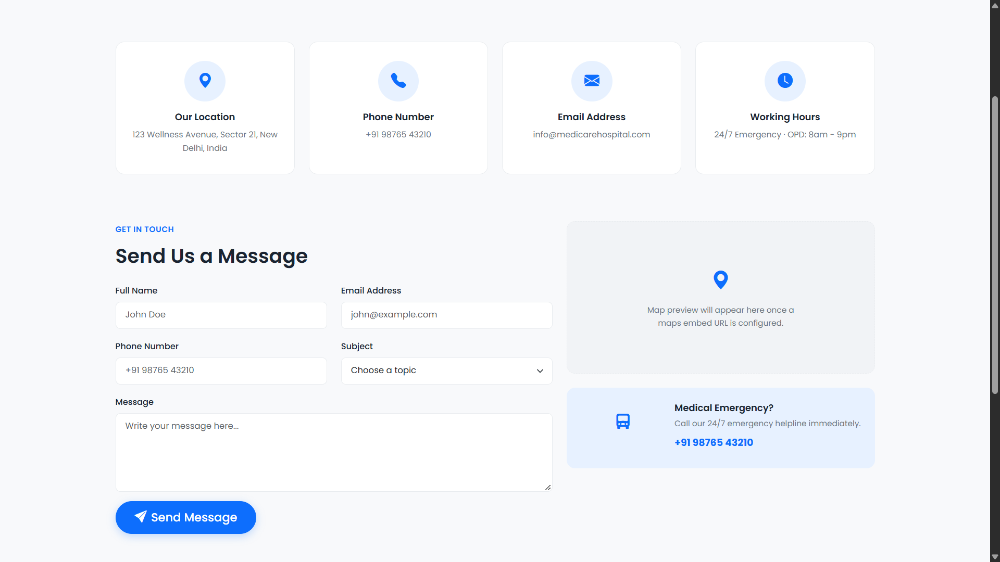 Our Location
123 Wellness Avenue, Sector 21, New
Delhi, India
Phone Number
+91 98765 43210
Email Address
info@medicarehospital.com
Working Hours
24/7 Emergency · OPD: 8am - 9pm
GET IN TOUCH
Send Us a Message
Full Name
John Doe
Email Address
john@example.com
Phone Number
+91 98765 43210
Subject
Choose a topic
Message
Write your message here...
Send Message
Map preview will appear here once a
maps embed URL is configured.
Medical Emergency?
Call our 24/7 emergency helpline immediately.
+91 98765 43210